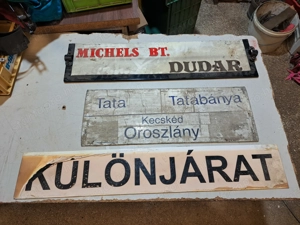 MICHELS BT.
DUDAR
Tata Tatabánya
Kecskéd
Oroszlány
KÜLÖNJÁRAT